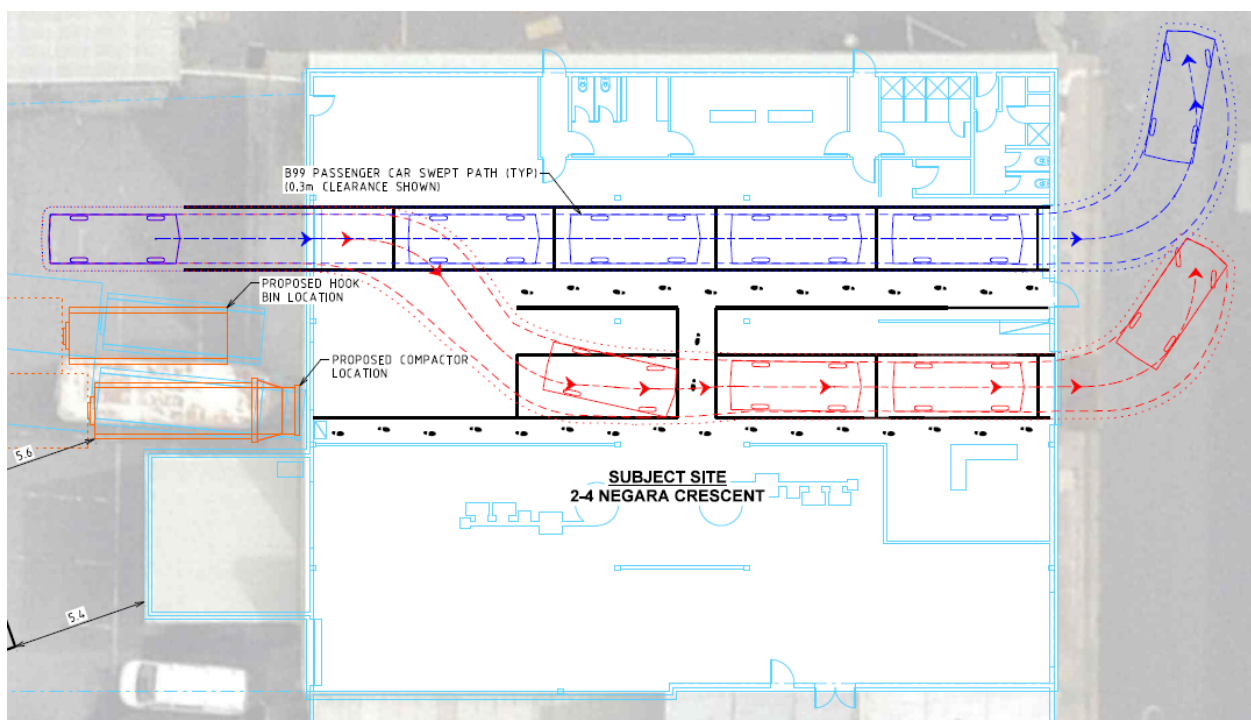 B99 PASSENGER CAR SWEPT PATH (TYP)
(0.3m CLEARANCE SHOWN)
PROPOSED HOOK
BIN LOCATION
PROPOSED COMPACTOR
LOCATION
5.6
SUBJECT SITE
2-4 NEGARA CRESCENT
5.4